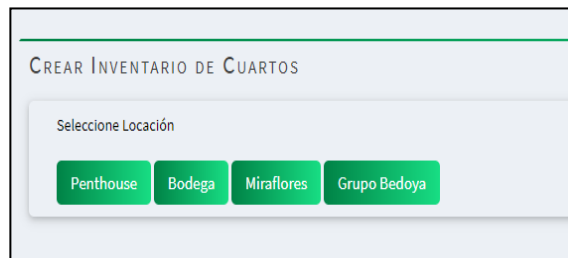 Crear Inventario de Cuartos
Seleccione Locación
Penthouse Bodega Miraflores Grupo Bedoya